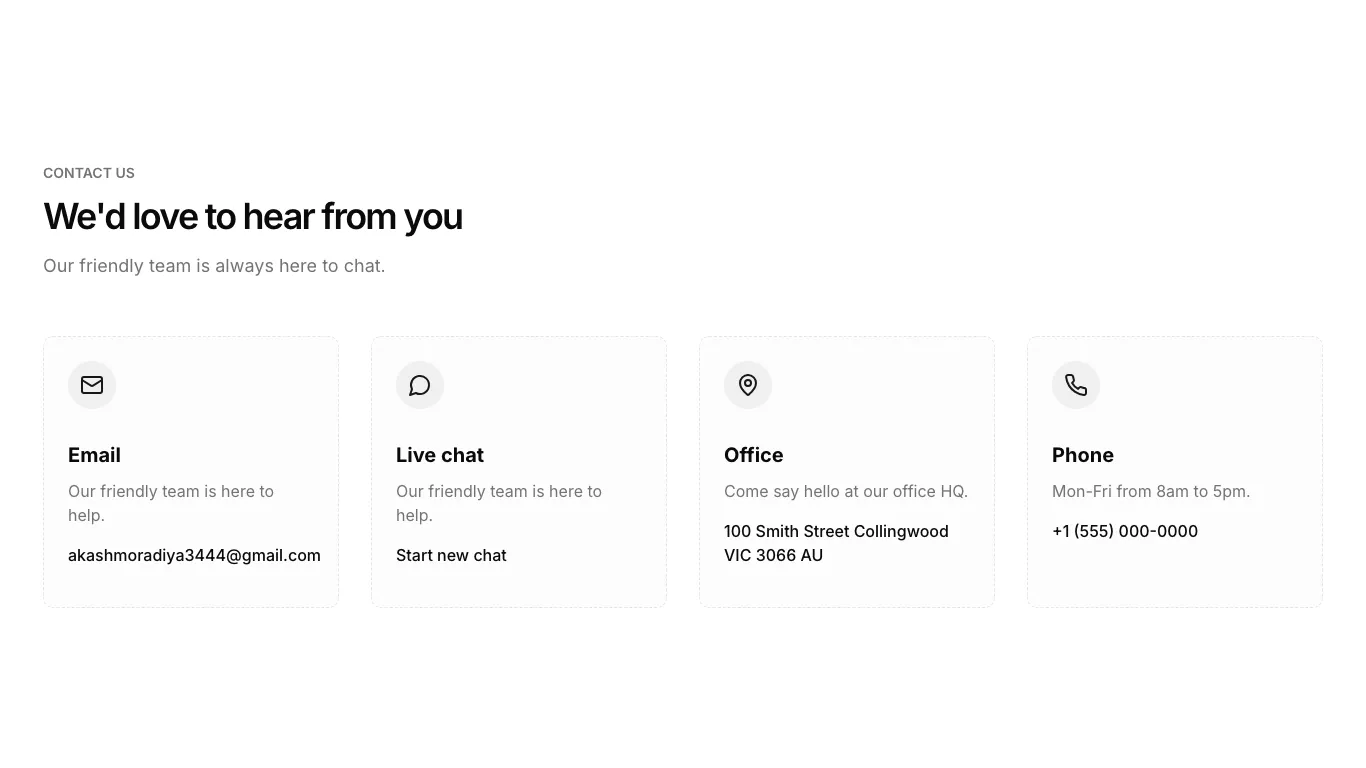 CONTACT US
We'd love to hear from you
Our friendly team is always here to chat.
Email
Our friendly team is here to
help.
akashmoradiya3444@gmail.com
Live chat
Our friendly team is here to
help.
Start new chat
Office
Come say hello at our office HQ.
100 Smith Street Collingwood
VIC 3066 AU
Phone
Mon-Fri from 8am to 5pm.
+1 (555) 000-0000